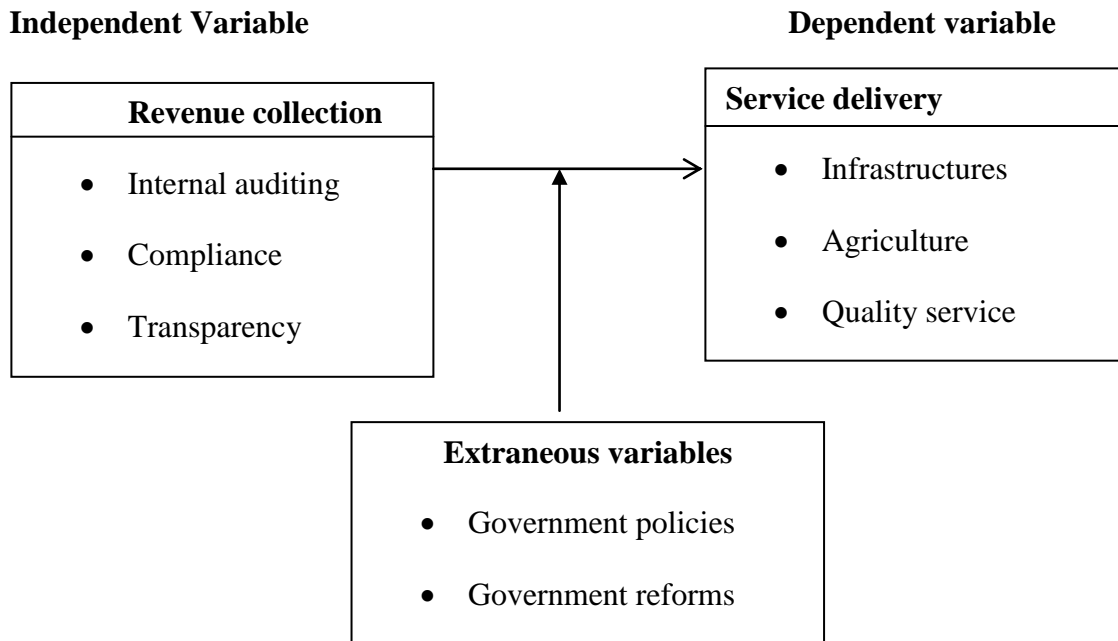 Independent Variable
Dependent variable
Revenue collection
• Internal auditing
• Compliance
• Transparency
Service delivery
• Infrastructures
• Agriculture
• Quality service
Extraneous variables
• Government policies
• Government reforms